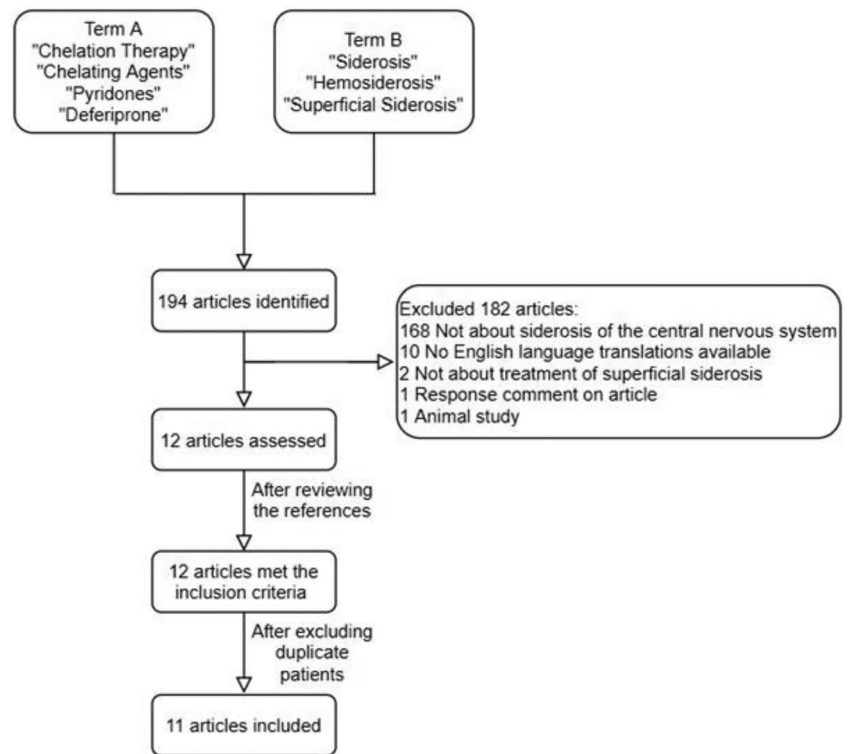 Term A
"Chelation Therapy"
"Chelating Agents"
"Pyridones"
"Deferiprone"
Term B
"Siderosis"
"Hemosiderosis"
"Superficial Siderosis"
194 articles identified
Excluded 182 articles:
168 Not about siderosis of the central nervous system
10 No English language translations available
2 Not about treatment of superficial siderosis
1 Response comment on article
1 Animal study
12 articles assessed
After reviewing
the references
12 articles met the
inclusion criteria
After excluding
duplicate
patients
11 articles included